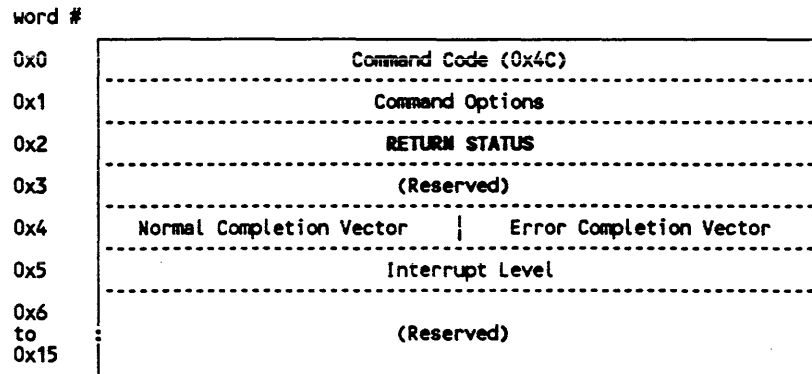 word #
0x0 Command Code (0x4C)
0x1 Command Options
0x2 RETURN STATUS
0x3 (Reserved)
0x4 Normal Completion Vector ¦ Error Completion Vector
0x5 Interrupt Level
0x6
to (Reserved)
0x15